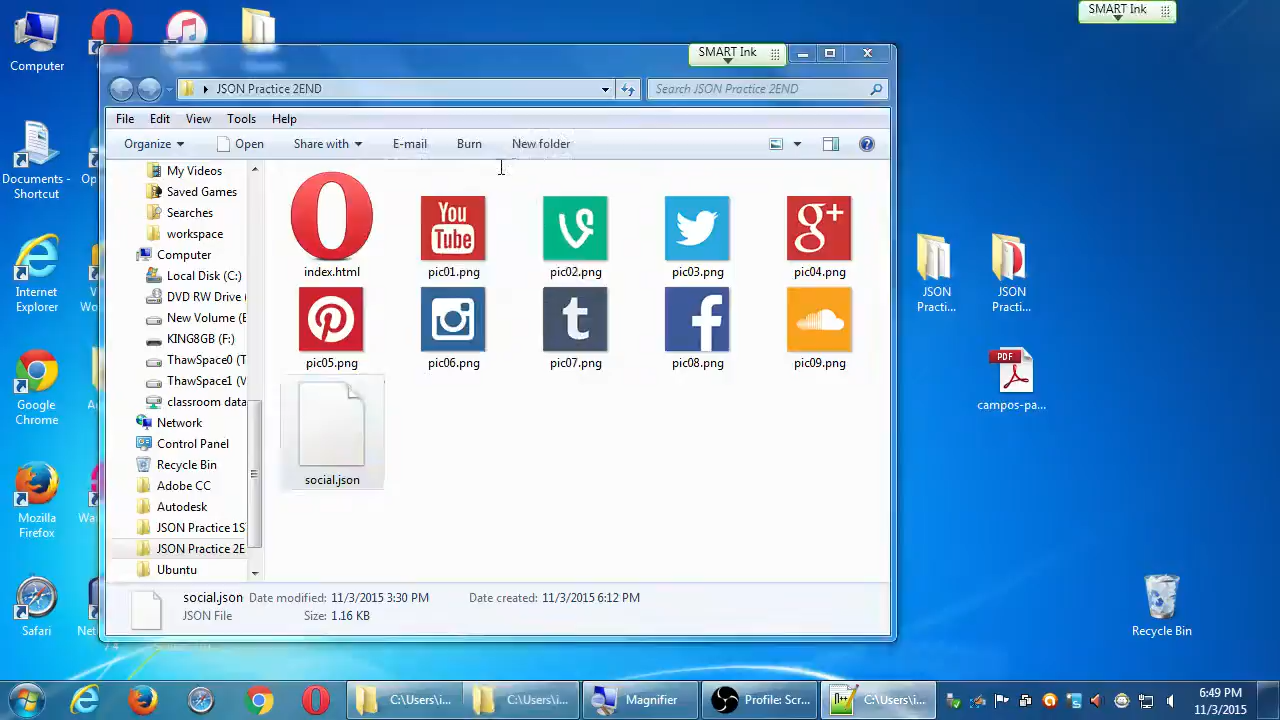 SMART Ink
SMART Ink
Computer
JSON Practice 2END
Search JSON Practice 2END
File Edit View Tools Help
Organize Open Share with E-mail Burn New folder
Documents -
Shortcut
Internet
Explorer
Google
Chrome
Mozilla
Firefox
Safari
My Videos
Saved Games
Searches
workspace
Computer
Local Disk (C:)
DVD RW Drive (
New Volume (E
KING8GB (F:)
ThawSpace0 (T
ThawSpace1 (V
classroom data
Network
Control Panel
Recycle Bin
Adobe CC
Autodesk
JSON Practice 1S
JSON Practice 2E
Ubuntu
You
Tube
g+
t
f
index.html pic01.png pic02.png pic03.png pic04.png
pic05.png pic06.png pic07.png pic08.png pic09.png
social.json
social.json Date modified: 11/3/2015 3:30 PM Date created: 11/3/2015 6:12 PM
JSON File Size: 1.16 KB
JSON
Practi...
JSON
Practi...
PDF
campos-pa...
Recycle Bin
C:\Users\i... C:\Users\i... Magnifier Profile: Scr... C:\Users\i...
6:49 PM
11/3/2015